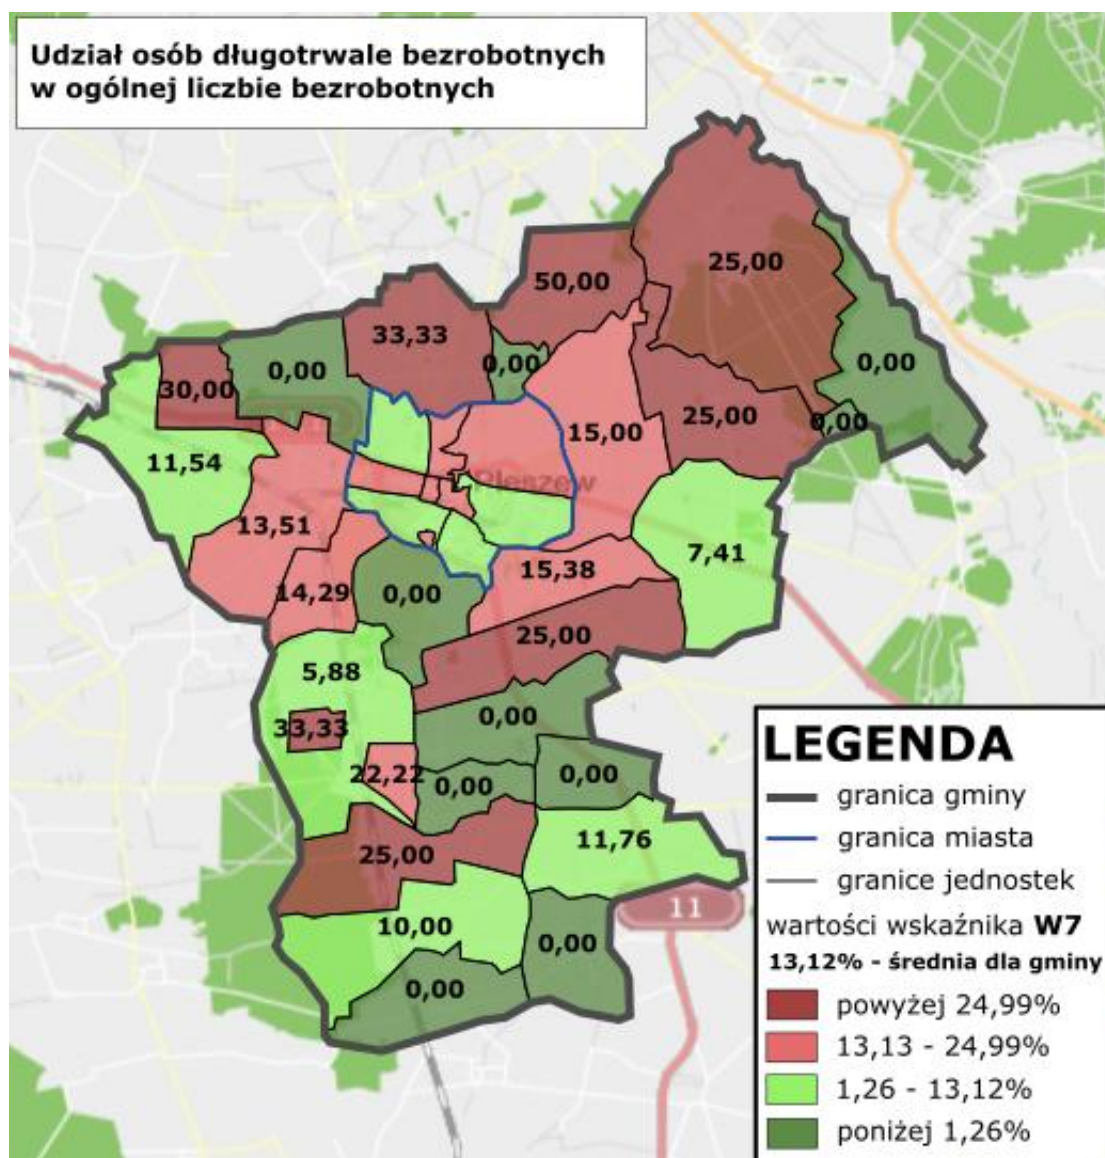 Udział osób długotrwale bezrobotnych
w ogólnej liczbie bezrobotnych
25,00
50,00
33,33
0,00
0,00
0,00
30,00
25,00
0,00
15,00
11,54
Pleszew
13,51
7,41
15,38
14,29
0,00
25,00
5,88
0,00
33,33
22,22
0,00
0,00
11,76
25,00
10,00
0,00
0,00
11
LEGENDA
granica gminy
granica miasta
granice jednostek
wartości wskaźnika W7
13,12% - średnia dla gminy
powyżej 24,99%
13,13 - 24,99%
1,26 - 13,12%
poniżej 1,26%